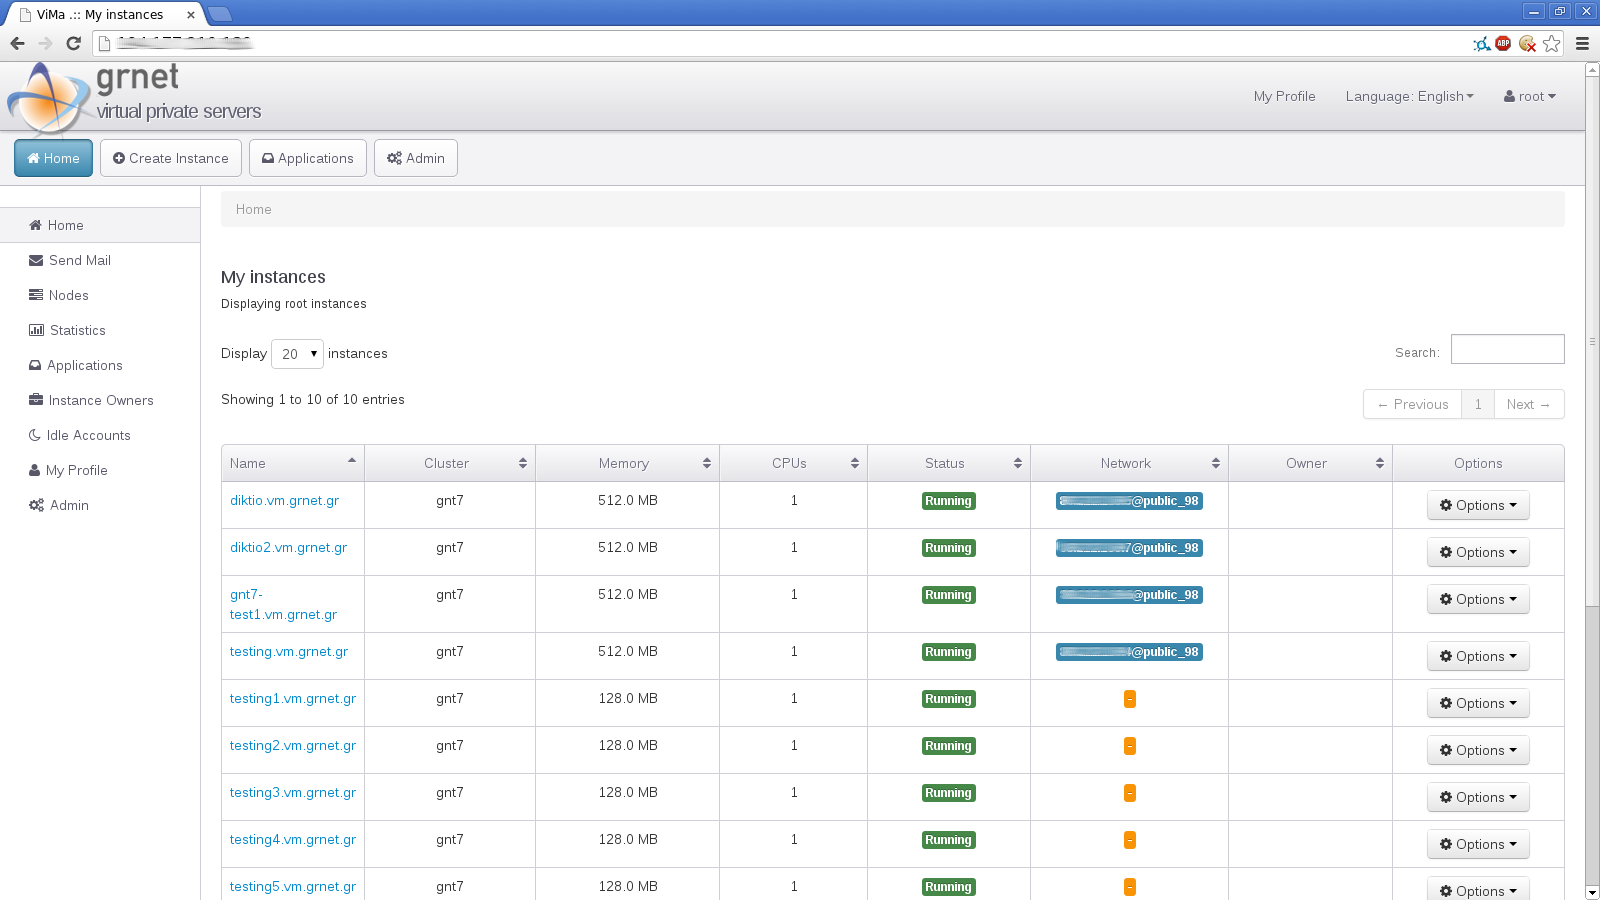 ViMa .:: My instances
ABP
grnet
virtual private servers
My Profile
Language: English
root
Home
Create Instance
Applications
Admin
Home
Send Mail
Nodes
Statistics
Applications
Instance Owners
Idle Accounts
My Profile
Admin
Home
My instances
Displaying root instances
Display 20 instances
Search:
Showing 1 to 10 of 10 entries
← Previous 1 Next →
Name Cluster Memory CPUs Status Network Owner Options
diktio.vm.grnet.gr gnt7 512.0 MB 1 Running @public_98 Options
diktio2.vm.grnet.gr gnt7 512.0 MB 1 Running 7@public_98 Options
gnt7- gnt7 512.0 MB 1 Running @public_98 Options
test1.vm.grnet.gr
testing.vm.grnet.gr gnt7 512.0 MB 1 Running @public_98 Options
testing1.vm.grnet.gr gnt7 128.0 MB 1 Running - Options
testing2.vm.grnet.gr gnt7 128.0 MB 1 Running - Options
testing3.vm.grnet.gr gnt7 128.0 MB 1 Running - Options
testing4.vm.grnet.gr gnt7 128.0 MB 1 Running - Options
testing5.vm.grnet.gr gnt7 128.0 MB 1 Running - Options